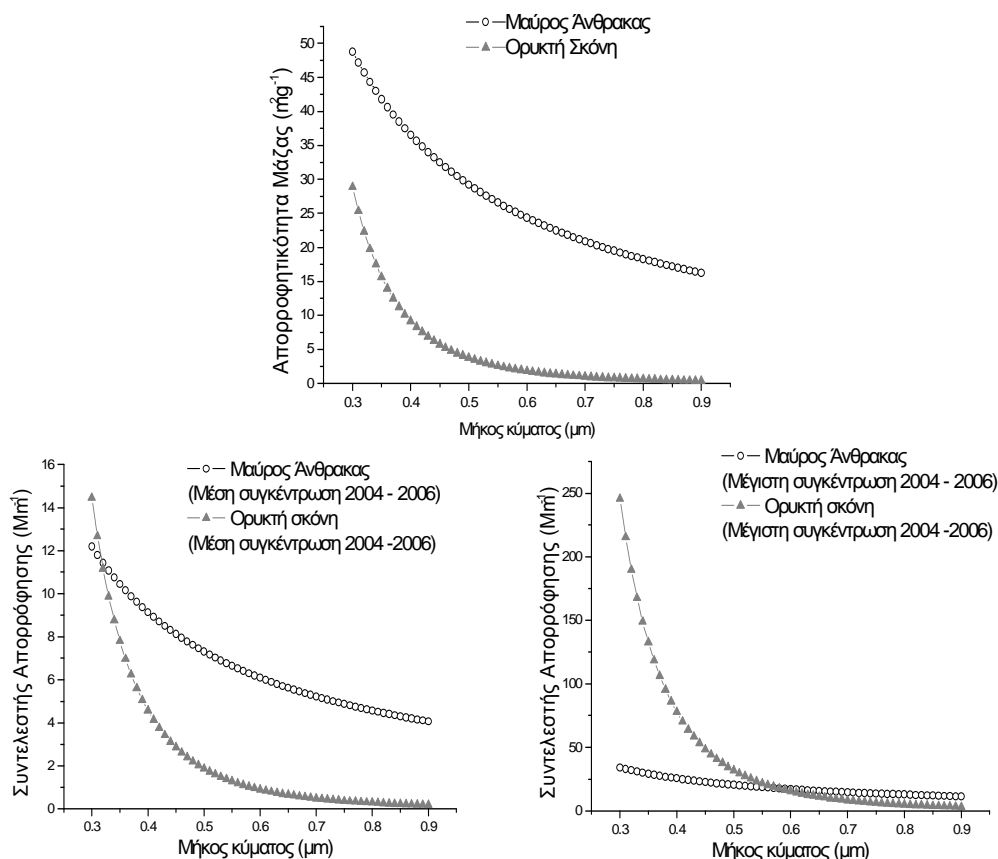 Μαύρος Άνθρακας
Ορυκτή Σκόνη
Απορροφητικότητα Μάζας (m²g⁻¹)
50
45
40
35
30
25
20
15
10
5
0
0.3 0.4 0.5 0.6 0.7 0.8 0.9
Μήκος κύματος (μm)
Μαύρος Άνθρακας
(Μέση συγκέντρωση 2004 - 2006)
Ορυκτή σκόνη
(Μέση συγκέντρωση 2004 -2006)
Συντελεστής Απορρόφησης (Mm⁻¹)
16
14
12
10
8
6
4
2
0
0.3 0.4 0.5 0.6 0.7 0.8 0.9
Μήκος κύματος (μm)
Μαύρος Άνθρακας
(Μέγιστη συγκέντρωση 2004 - 2006)
Ορυκτή σκόνη
(Μέγιστη συγκέντρωση 2004 -2006)
Συντελεστής Απορρόφησης (Mm⁻¹)
250
200
150
100
50
0
0.3 0.4 0.5 0.6 0.7 0.8 0.9
Μήκος κύματος (μm)